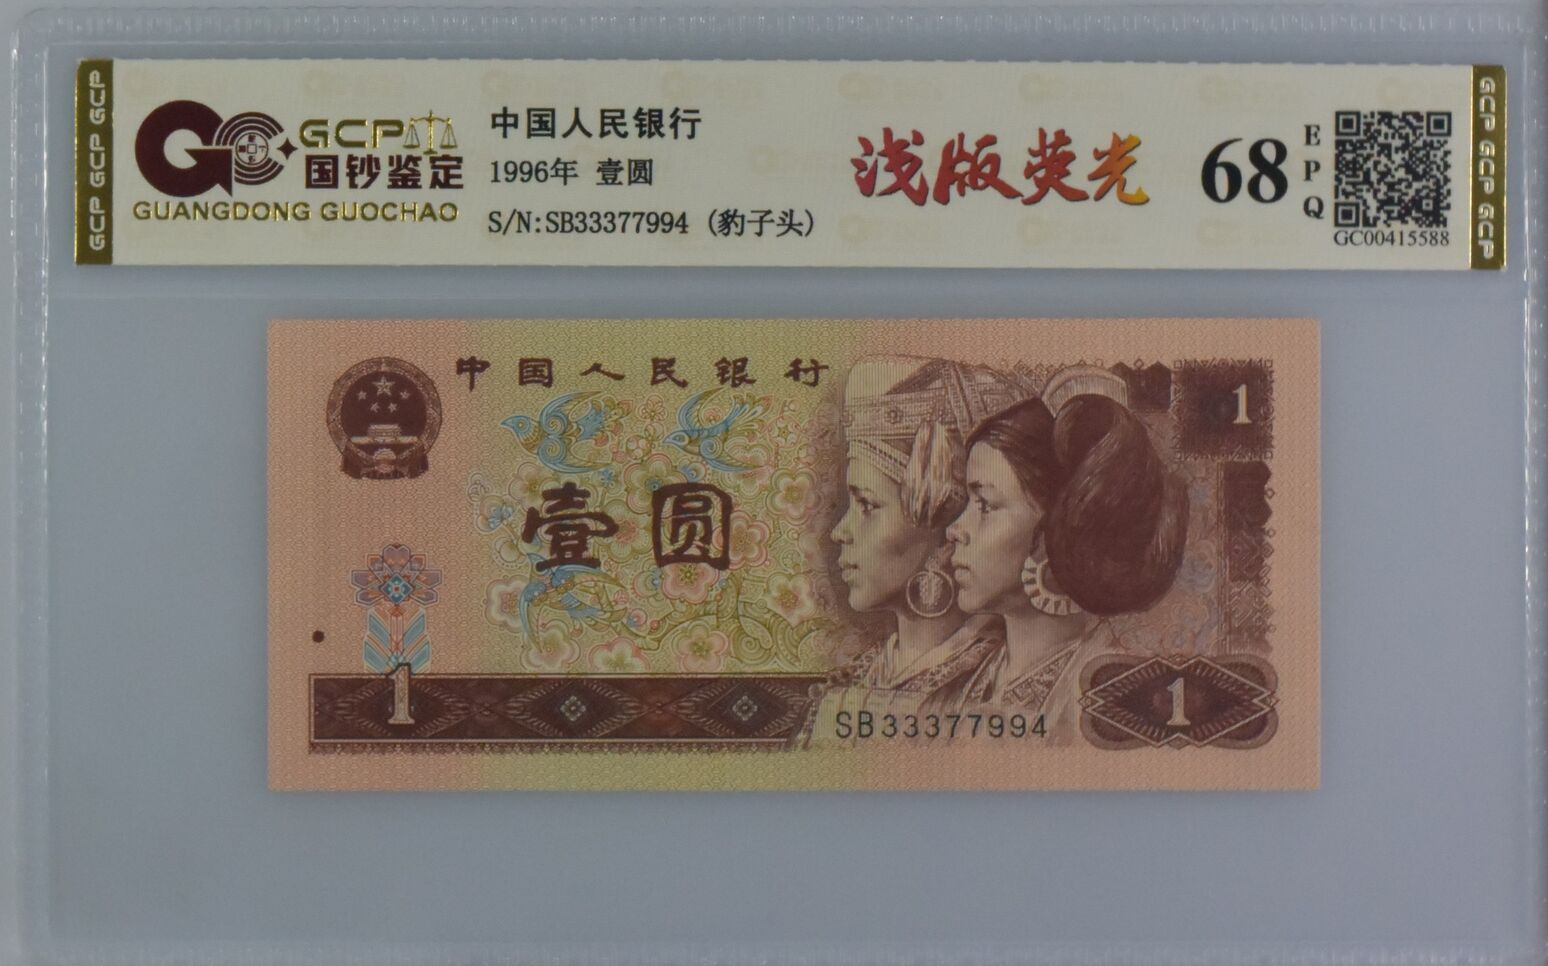 GCP GCP GCP
GCP
国钞鉴定
GUANGDONG GUOCHAO
中国人民银行
1996年 壹圆
S/N:SB33377994 (豹子头)
浅版荧光
68
EPQ
GC00415588
GCP GCP GCP
中国人民银行
1
壹圆
1
SB33377994
1